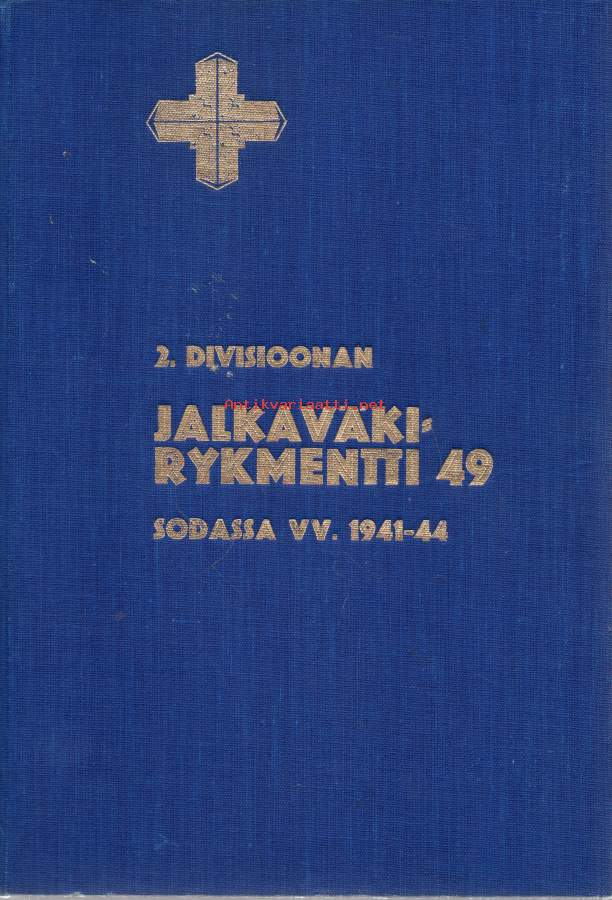 2. DIVISIOONAN
Antikvariaatti.net
JALKAVÄKI-
RYKMENTTI 49
SODASSA VV. 1941-44